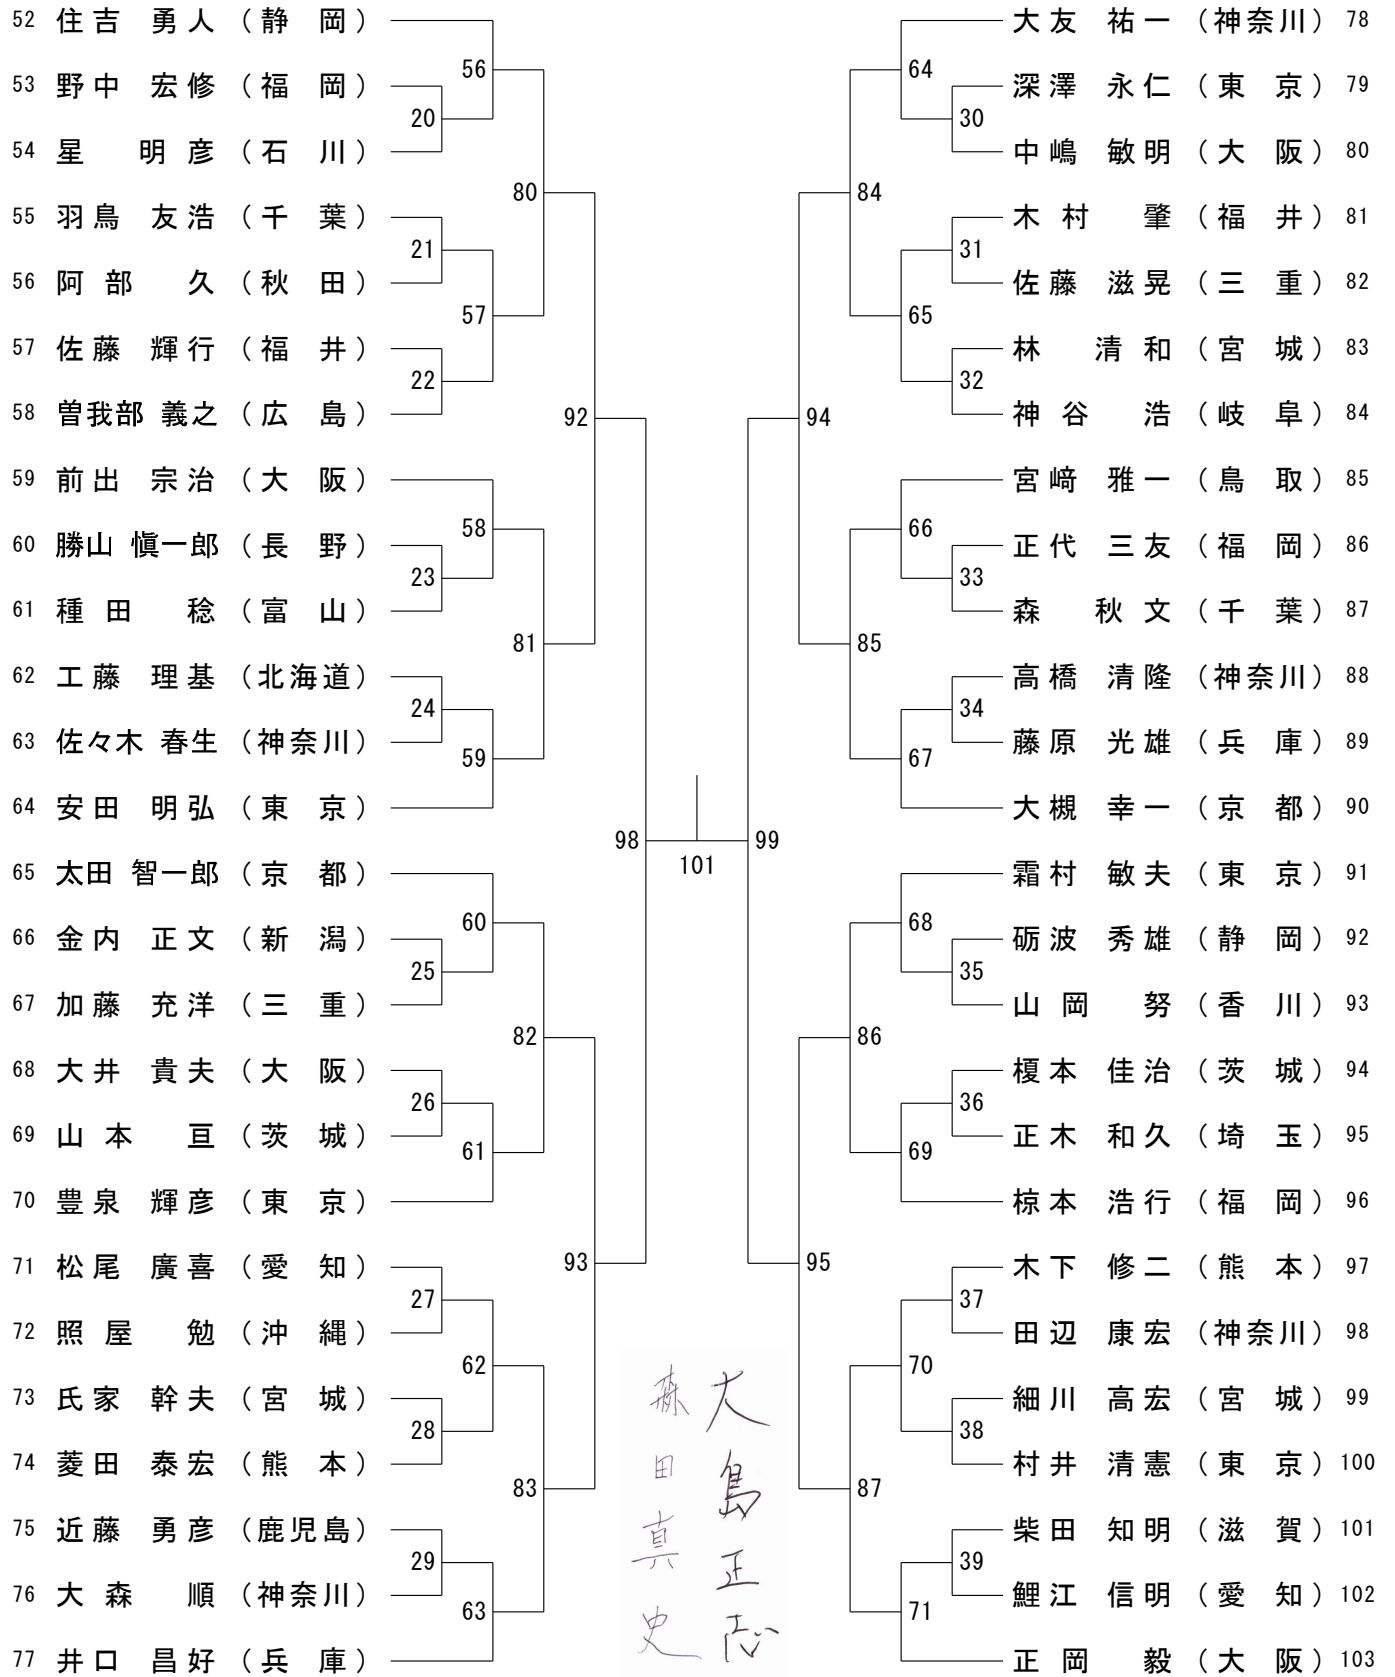 52 住吉 勇人 （静 岡）
53 野中 宏修 （福 岡）
54 星 明彦 （石 川）
55 羽鳥 友浩 （千 葉）
56 阿部 久 （秋 田）
57 佐藤 輝行 （福 井）
58 曽我部 義之 （広 島）
59 前出 宗治 （大 阪）
60 勝山 愼一郎 （長 野）
61 種田 稔 （富 山）
62 工藤 理基 （北海道）
63 佐々木 春生 （神奈川）
64 安田 明弘 （東 京）
65 太田 智一郎 （京 都）
66 金内 正文 （新 潟）
67 加藤 充洋 （三 重）
68 大井 貴夫 （大 阪）
69 山本 亘 （茨 城）
70 豊泉 輝彦 （東 京）
71 松尾 廣喜 （愛 知）
72 照屋 勉 （沖 縄）
73 氏家 幹夫 （宮 城）
74 菱田 泰宏 （熊 本）
75 近藤 勇彦 （鹿児島）
76 大森 順 （神奈川）
77 井口 昌好 （兵 庫）
20
21
22
23
24
25
26
27
28
29
56
57
58
59
60
61
62
63
80
81
82
83
92
93
98
101
99
94
95
84
85
86
87
64
65
66
67
68
69
70
71
30
31
32
33
34
35
36
37
38
39
大友 祐一 （神奈川） 78
深澤 永仁 （東 京） 79
中嶋 敏明 （大 阪） 80
木村 肇 （福 井） 81
佐藤 滋晃 （三 重） 82
林 清和 （宮 城） 83
神谷 浩 （岐 阜） 84
宮﨑 雅一 （鳥 取） 85
正代 三友 （福 岡） 86
森 秋文 （千 葉） 87
高橋 清隆 （神奈川） 88
藤原 光雄 （兵 庫） 89
大槻 幸一 （京 都） 90
霜村 敏夫 （東 京） 91
砺波 秀雄 （静 岡） 92
山岡 努 （香 川） 93
榎本 佳治 （茨 城） 94
正木 和久 （埼 玉） 95
椋本 浩行 （福 岡） 96
木下 修二 （熊 本） 97
田辺 康宏 （神奈川） 98
細川 高宏 （宮 城） 99
村井 清憲 （東 京） 100
柴田 知明 （滋 賀） 101
鯉江 信明 （愛 知） 102
正岡 毅 （大 阪） 103
大島正志
森田真史